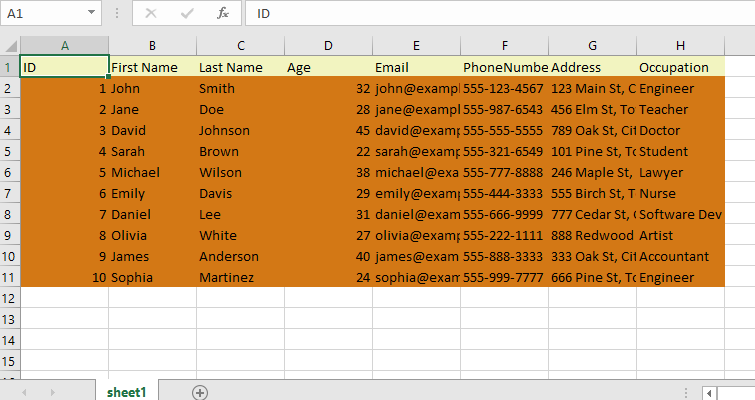 A1 fx ID
A B C D E F G H
1 ID First Name Last Name Age Email PhoneNumbe Address Occupation
2 1 John Smith 32 john@exampl 555-123-4567 123 Main St, C Engineer
3 2 Jane Doe 28 jane@exampl 555-987-6543 456 Elm St, To Teacher
4 3 David Johnson 45 david@examp 555-555-5555 789 Oak St, Cit Doctor
5 4 Sarah Brown 22 sarah@examp 555-321-6549 101 Pine St, To Student
6 5 Michael Wilson 38 michael@exa 555-777-8888 246 Maple St, Lawyer
7 6 Emily Davis 29 emily@examp 555-444-3333 555 Birch St, T Nurse
8 7 Daniel Lee 31 daniel@exam 555-666-9999 777 Cedar St, Software Dev
9 8 Olivia White 27 olivia@examp 555-222-1111 888 Redwood Artist
10 9 James Anderson 40 james@exam 555-888-3333 333 Oak St, Cit Accountant
11 10 Sophia Martinez 24 sophia@exam 555-999-7777 666 Pine St, To Engineer
12
13
14
15
sheet1